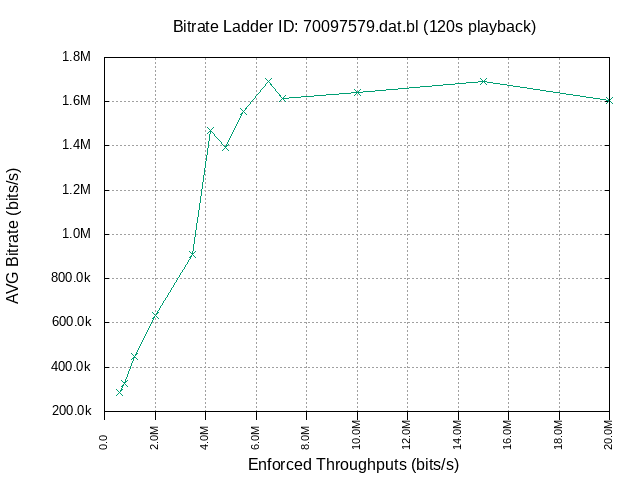 Bitrate Ladder ID: 70097579.dat.bl (120s playback)
1.8M
1.6M
1.4M
1.2M
1.0M
800.0k
600.0k
400.0k
200.0k
AVG Bitrate (bits/s)
0.0
2.0M
4.0M
6.0M
8.0M
10.0M
12.0M
14.0M
16.0M
18.0M
20.0M
Enforced Throughputs (bits/s)